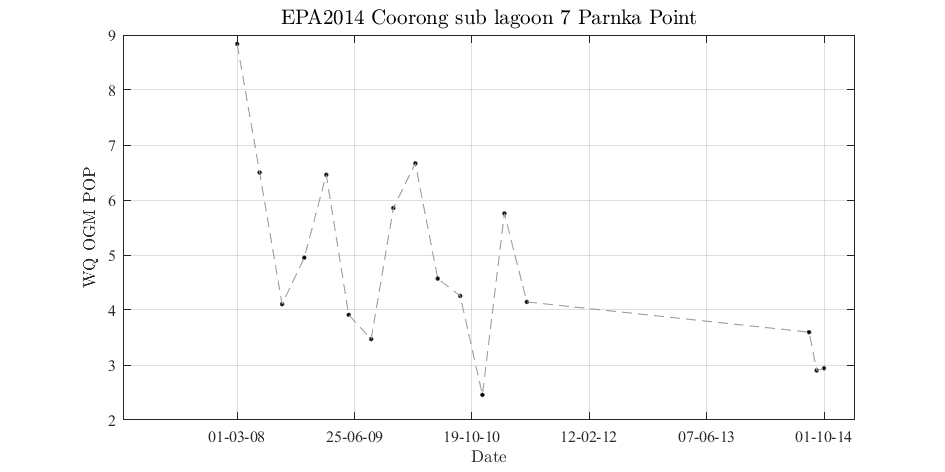 EPA2014 Coorong sub lagoon 7 Parnka Point
9
8
7
6
5
4
3
2
WQ OGM POP
01-03-08 25-06-09 19-10-10 12-02-12 07-06-13 01-10-14
Date